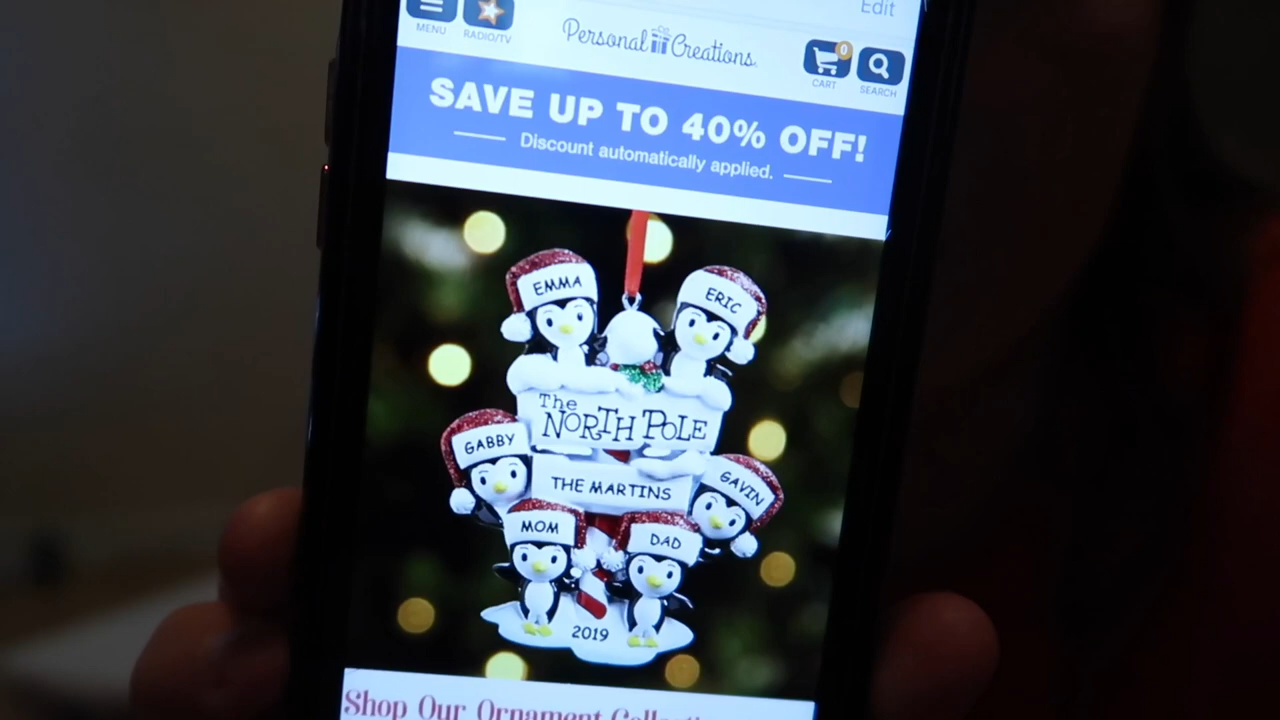 Edit
MENU
RADIO/TV
Personal Creations
0
CART
SEARCH
SAVE UP TO 40% OFF!
Discount automatically applied.
EMMA
ERIC
The
NORTH POLE
GABBY
THE MARTINS
GAVIN
MOM
DAD
2019
Shop Our Ornament